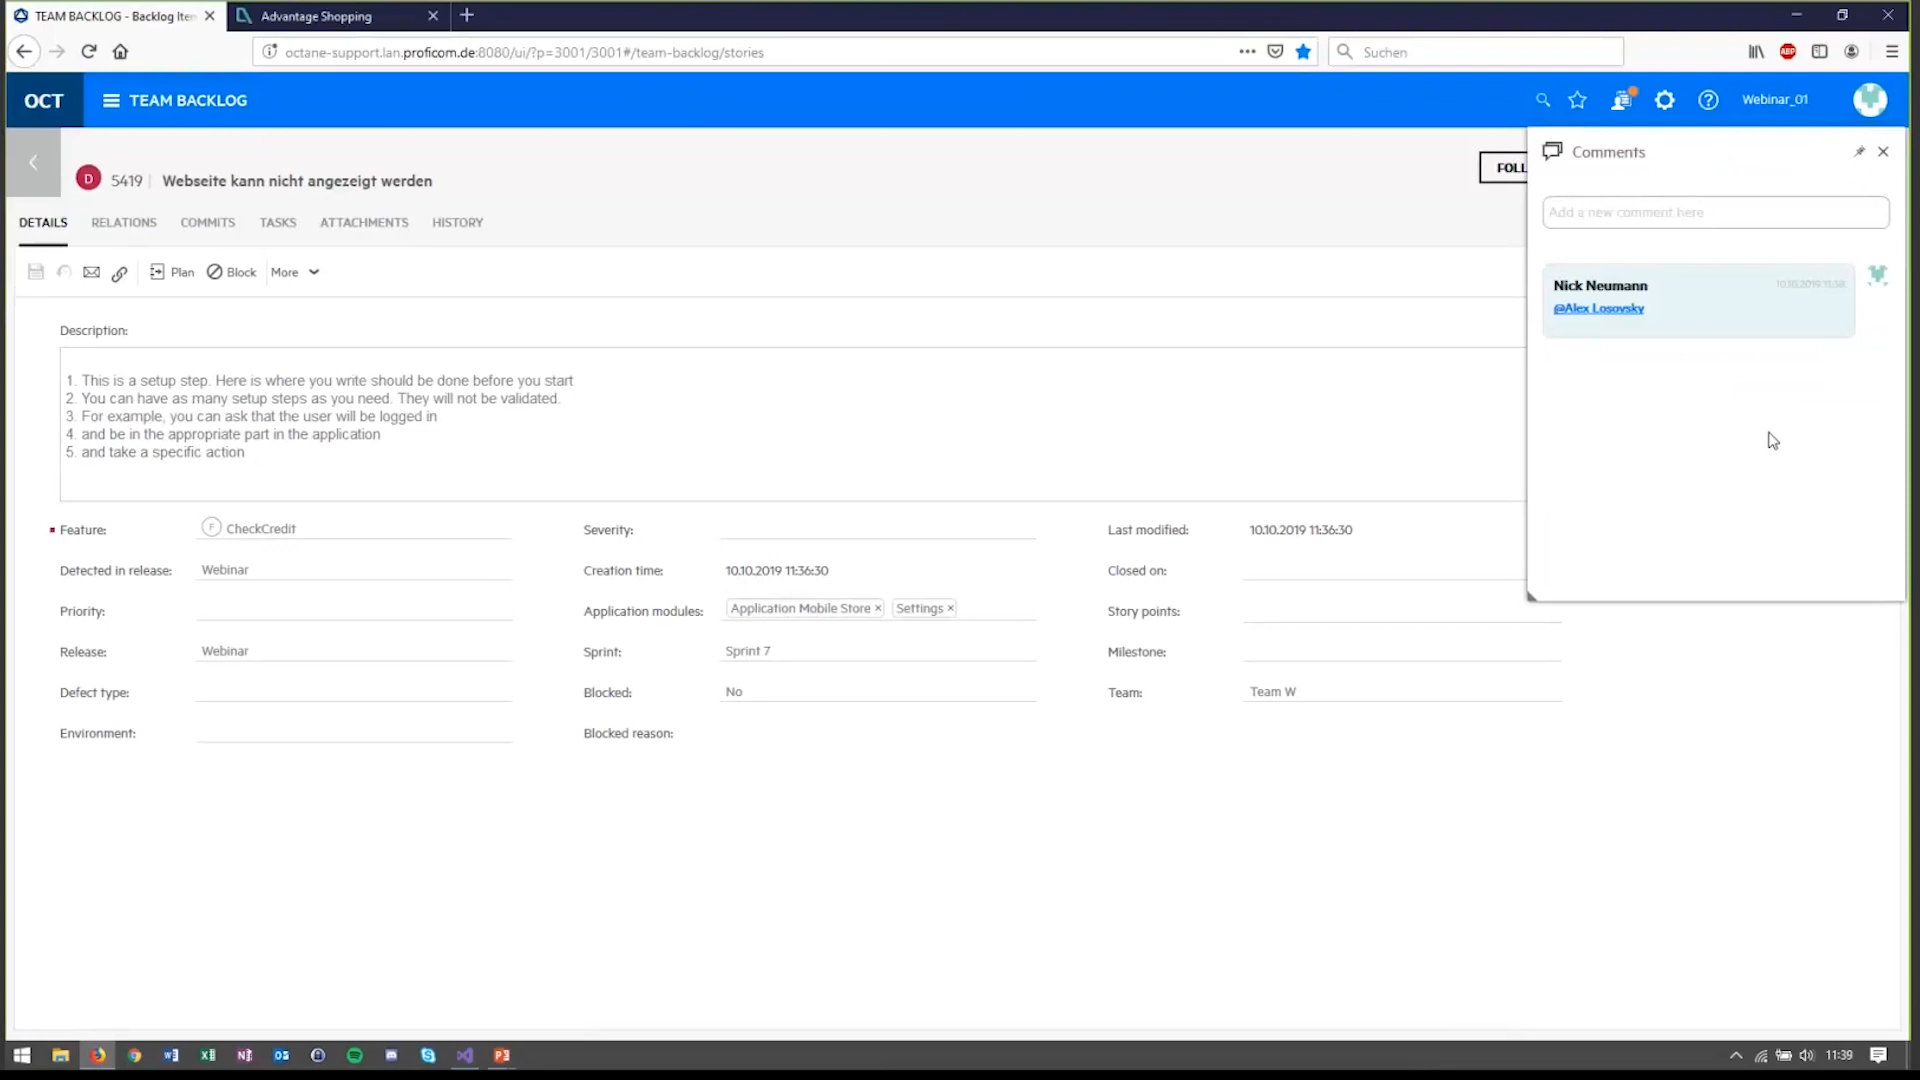 TEAM BACKLOG - Backlog Iten
Advantage Shopping
octane-support.lan.proficom.de:8080/ui/?p=3001/3001#/team-backlog/stories
Suchen
ABP
OCT
TEAM BACKLOG
Webinar_01
D 5419 Webseite kann nicht angezeigt werden
FOLL
Comments
DETAILS RELATIONS COMMITS TASKS ATTACHMENTS HISTORY
Add a new comment here
Plan Block More
Nick Neumann 10.10.2019 11:38
@Alex Losovsky
Description:
1. This is a setup step. Here is where you write should be done before you start
2. You can have as many setup steps as you need. They will not be validated.
3. For example, you can ask that the user will be logged in
4. and be in the appropriate part in the application
5. and take a specific action
Feature: F CheckCredit Severity: Last modified: 10.10.2019 11:36:30
Detected in release: Webinar Creation time: 10.10.2019 11:36:30 Closed on:
Priority: Application modules: Application Mobile Store × Settings × Story points:
Release: Webinar Sprint: Sprint 7 Milestone:
Defect type: Blocked: No Team: Team W
Environment: Blocked reason:
11:39